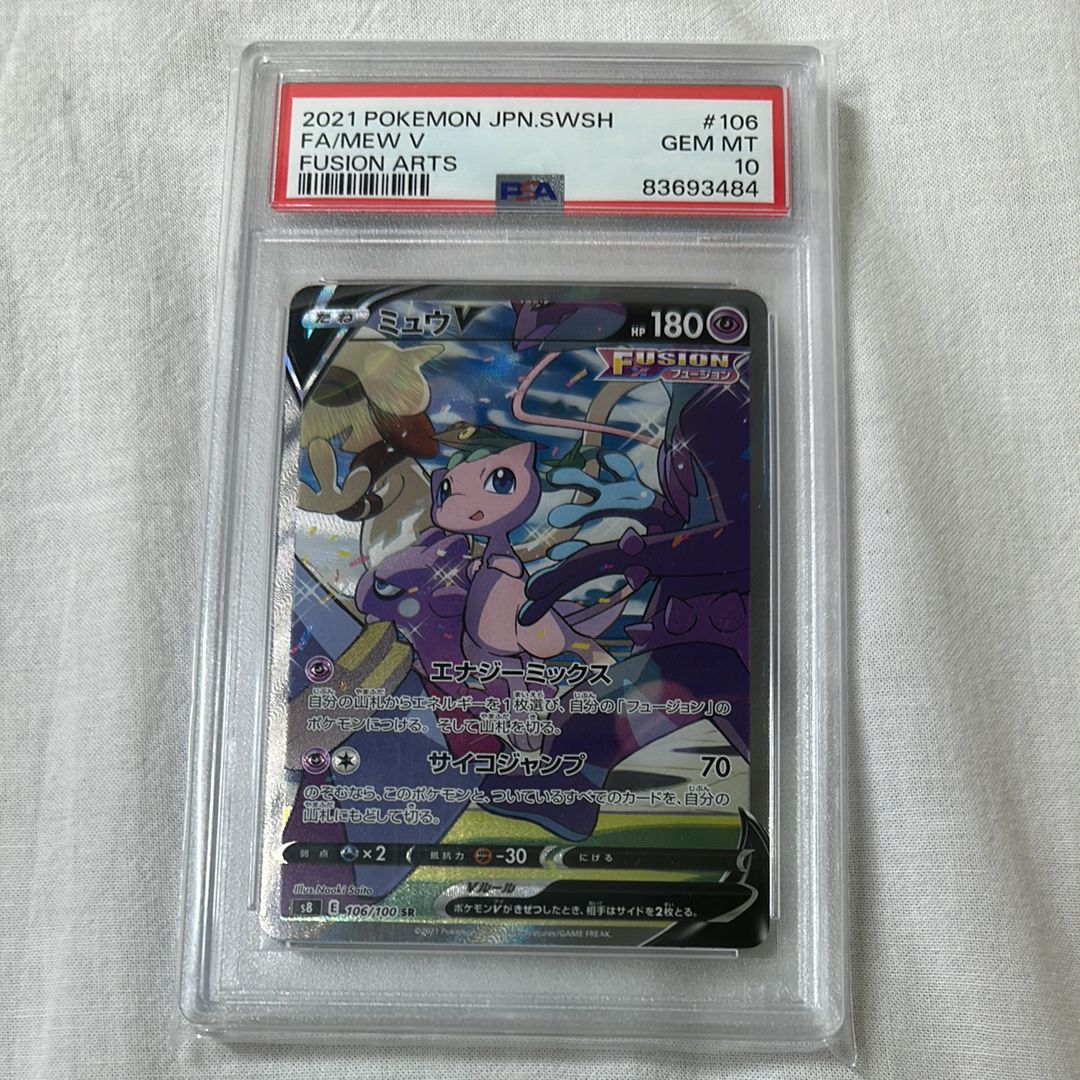 2021 POKEMON JPN.SWSH #106
FA/MEW V GEM MT
FUSION ARTS 10
83693484
PSA
たね ミュウV HP 180
FUSION
フュージョン
エナジーミックス
自分の山札からエネルギーを1枚選び、自分の「フュージョン」の
ポケモンにつける。そして山札を切る。
サイコジャンプ 70
のぞむなら、このポケモンと、ついているすべてのカードを、自分の
山札にもどして切る。
弱点 ×2 抵抗力 -30 にげる
Illus.Naoki Saito
Vルール
s8 E 106/100 SR
ポケモンVがきぜつしたとき、相手はサイドを2枚とる。
©2021 Pokémon/Nintendo/Creatures/GAME FREAK.